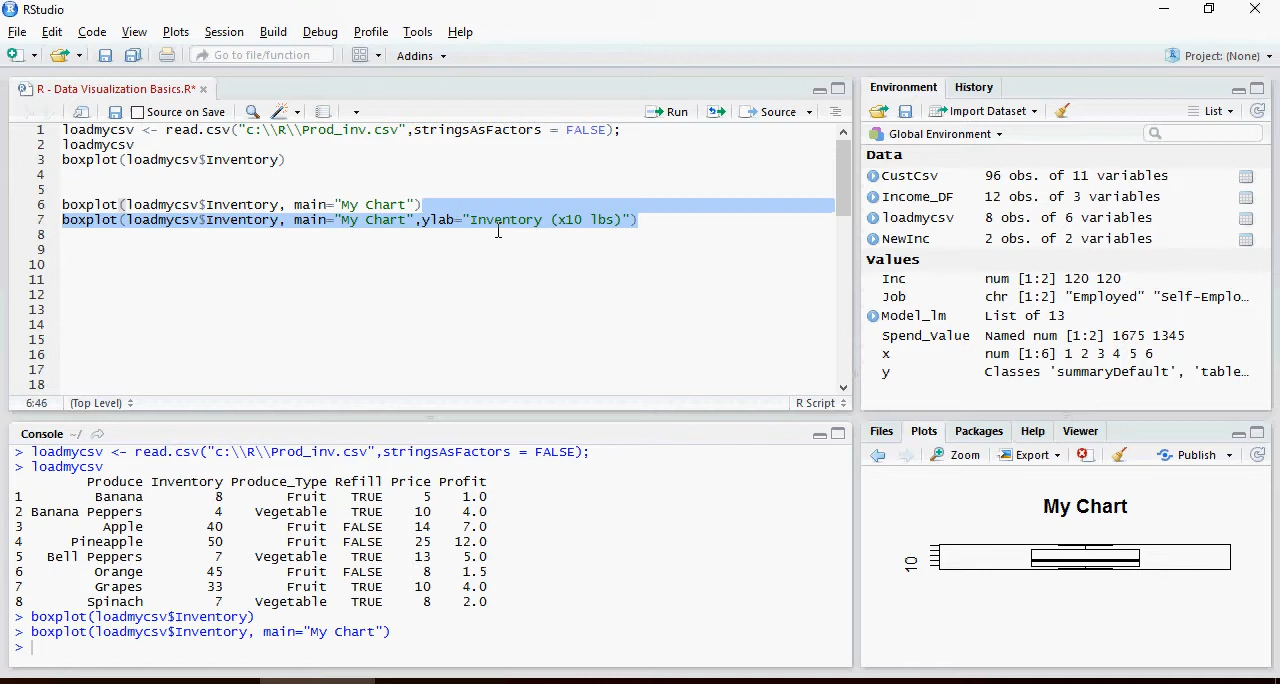 RStudio
File Edit Code View Plots Session Build Debug Profile Tools Help
Go to file/function Addins Project: (None)
R - Data Visualization Basics.R*
Source on Save Run Source
1 loadmycsv <- read.csv("c:\\R\\Prod_inv.csv",stringsAsFactors = FALSE);
2 loadmycsv
3 boxplot(loadmycsv$Inventory)
4
5
6 boxplot(loadmycsv$Inventory, main="My Chart")
7 boxplot(loadmycsv$Inventory, main="My Chart",ylab="Inventory (x10 lbs)")
8
9
10
11
12
13
14
15
16
17
18
6:46 (Top Level) R Script
Console ~/
> loadmycsv <- read.csv("c:\\R\\Prod_inv.csv",stringsAsFactors = FALSE);
> loadmycsv
Produce Inventory Produce_Type Refill Price Profit
1 Banana 8 Fruit TRUE 5 1.0
2 Banana Peppers 4 Vegetable TRUE 10 4.0
3 Apple 40 Fruit FALSE 14 7.0
4 Pineapple 50 Fruit FALSE 25 12.0
5 Bell Peppers 7 Vegetable TRUE 13 5.0
6 Orange 45 Fruit FALSE 8 1.5
7 Grapes 33 Fruit TRUE 10 4.0
8 Spinach 7 Vegetable TRUE 8 2.0
> boxplot(loadmycsv$Inventory)
> boxplot(loadmycsv$Inventory, main="My Chart")
>
Environment History
Import Dataset List
Global Environment
Data
CustCsv 96 obs. of 11 variables
Income_DF 12 obs. of 3 variables
loadmycsv 8 obs. of 6 variables
NewInc 2 obs. of 2 variables
Values
Inc num [1:2] 120 120
Job chr [1:2] "Employed" "Self-Emplo...
Model_lm List of 13
Spend_Value Named num [1:2] 1675 1345
x num [1:6] 1 2 3 4 5 6
y Classes 'summaryDefault', 'table...
Files Plots Packages Help Viewer
Zoom Export Publish
My Chart
10